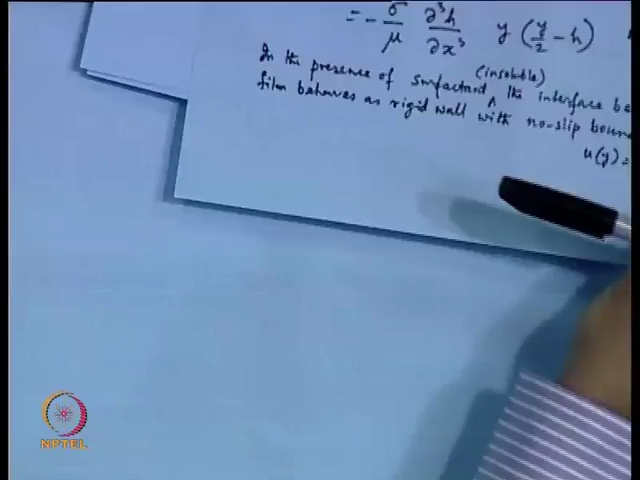 = - σ/μ ∂³h/∂x³ y (y/2 - h)
(insoluble)
In the presence of surfactant ^ the interface be
film behaves as rigid wall with no-slip boun
u(y) =
NPTEL